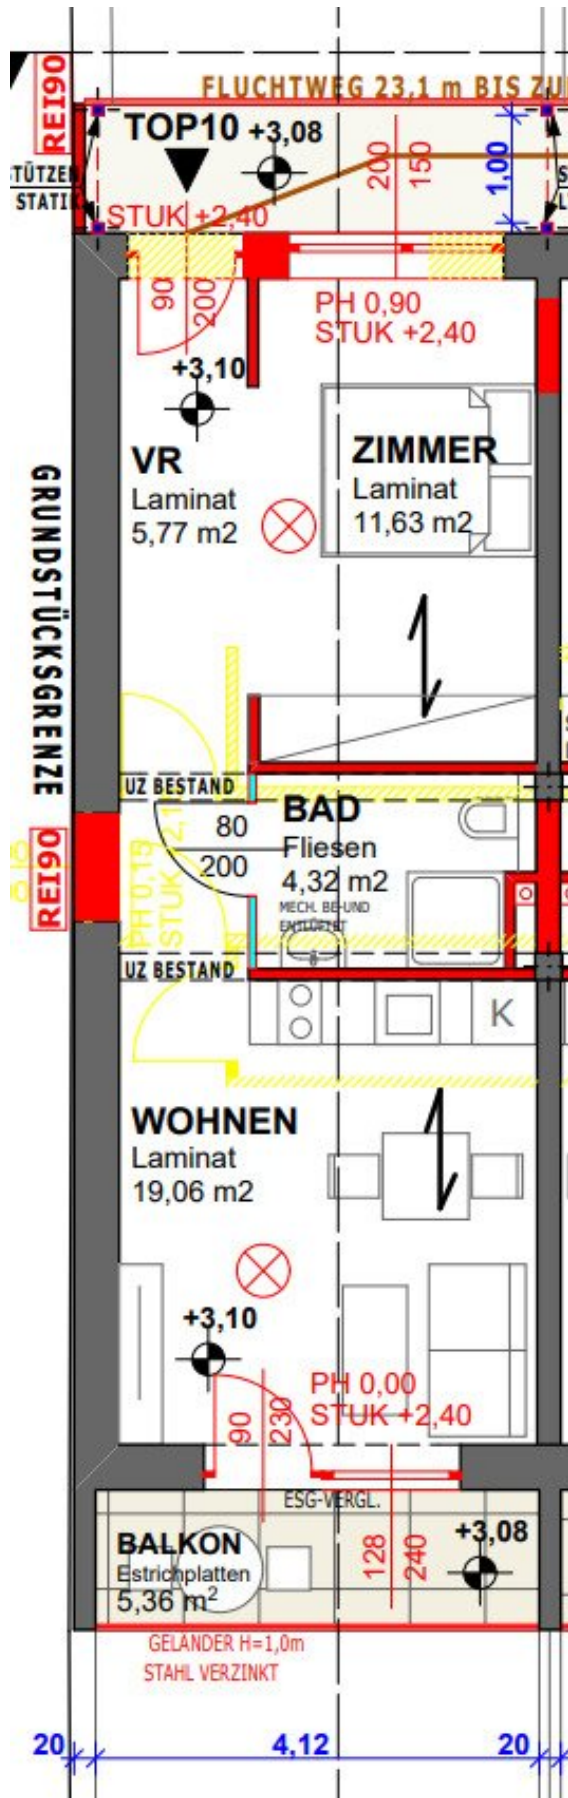 FLUCHTWEG 23,1 m BIS ZU
REI90
TOP10 +3,08
200
150
1,00
STÜTZEN
STATIK
STUK +2,40
90
200
PH 0,90
STUK +2,40
+3,10
VR
Laminat
5,77 m2
ZIMMER
Laminat
11,63 m2
GRUNDSTÜCKSGRENZE
UZ BESTAND
80
200
BAD
Fliesen
4,32 m2
MECH. BE-UND
ENTLÜFTET
REI90
PH 0,15
UZ BESTAND
K
WOHNEN
Laminat
19,06 m2
+3,10
90
230
PH 0,00
STUK +2,40
ESG-VERGL.
BALKON
Estrichplatten
5,36 m²
128
240
+3,08
GELÄNDER H=1,0m
STAHL VERZINKT
20
4,12
20